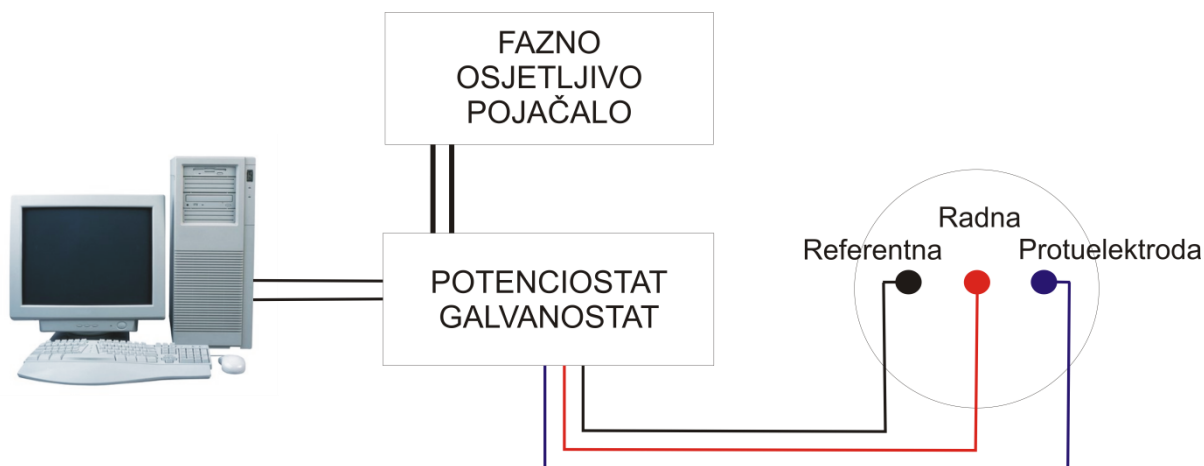 FAZNO
OSJETLJIVO
POJAČALO
Radna
Referentna
Protuelektroda
POTENCIOSTAT
GALVANOSTAT